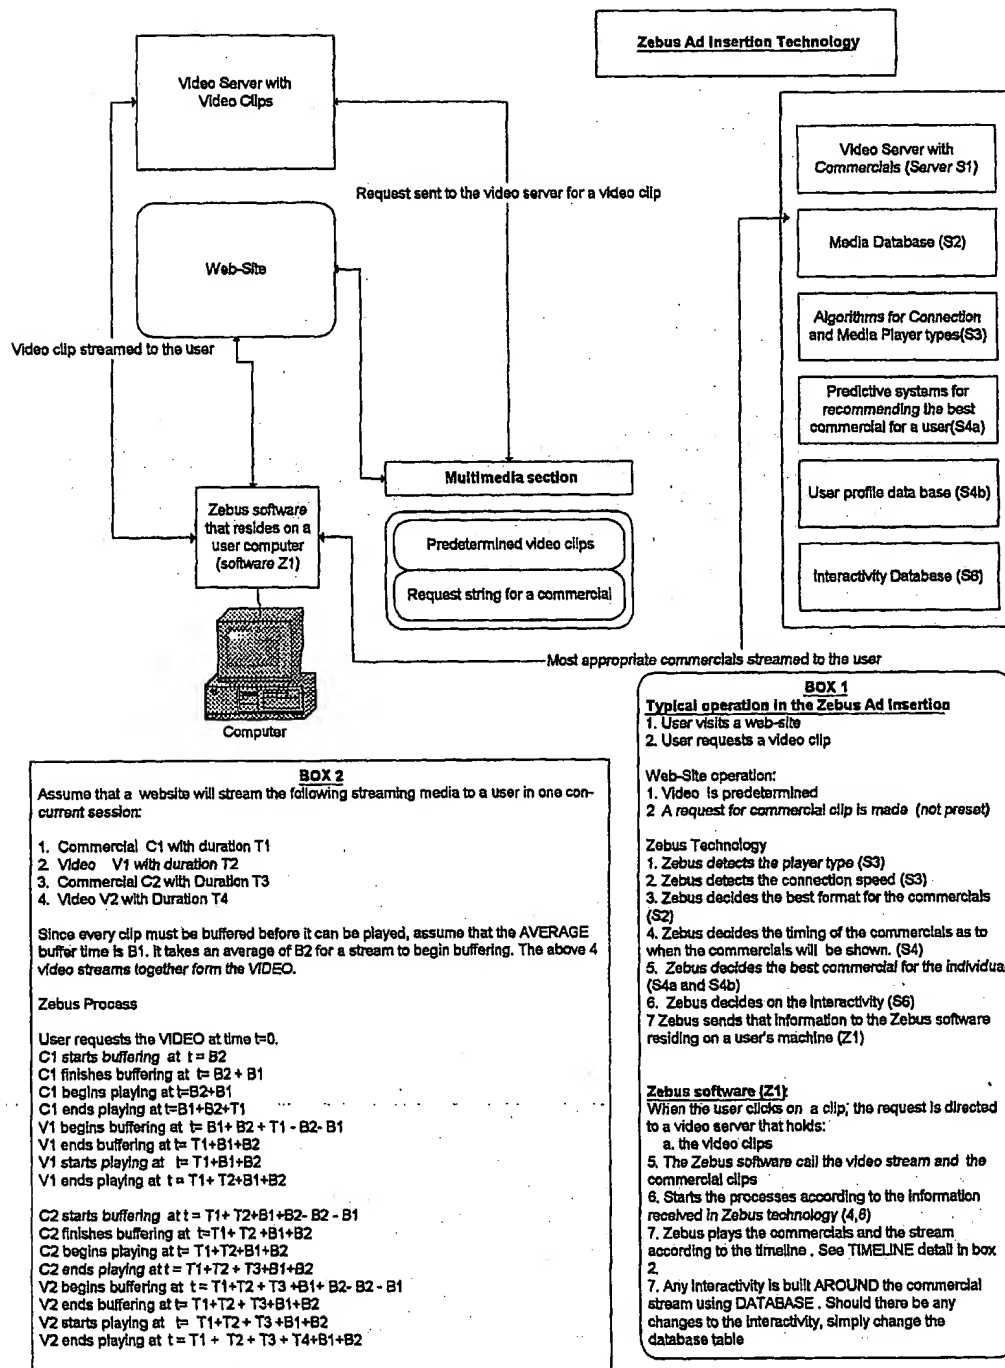 Zebus Ad Insertion Technology
Video Server with
Video Clips
Request sent to the video server for a video clip
Web-Site
Video clip streamed to the user
Video Server with
Commercials (Server S1)
Media Database (S2)
Algorithms for Connection
and Media Player types(S3)
Predictive systems for
recommending the best
commercial for a user(S4a)
User profile data base (S4b)
Interactivity Database (S6)
Multimedia section
Predetermined video clips
Request string for a commercial
Zebus software
that resides on a
user computer
(software Z1)
Computer
Most appropriate commercials streamed to the user
BOX 1
Typical operation in the Zebus Ad Insertion
1. User visits a web-site
2. User requests a video clip
Web-Site operation:
1. Video is predetermined
2 A request for commercial clip is made (not preset)
Zebus Technology
1. Zebus detects the player type (S3)
2. Zebus detects the connection speed (S3)
3. Zebus decides the best format for the commercials
(S2)
4. Zebus decides the timing of the commercials as to
when the commercials will be shown. (S4)
5. Zebus decides the best commercial for the individual
(S4a and S4b)
6. Zebus decides on the Interactivity (S6)
7 Zebus sends that information to the Zebus software
residing on a user's machine (Z1)
Zebus software (Z1):
When the user clicks on a clip, the request is directed
to a video server that holds:
a. the video clips
5. The Zebus software call the video stream and the
commercial clips
6. Starts the processes according to the information
received in Zebus technology (4,6)
7. Zebus plays the commercials and the stream
according to the timeline . See TIMELINE detail in box
2.
7. Any Interactivity is built AROUND the commercial
stream using DATABASE . Should there be any
changes to the Interactivity, simply change the
database table
BOX 2
Assume that a website will stream the following streaming media to a user in one con-
current session:
1. Commercial C1 with duration T1
2. Video V1 with duration T2
3. Commercial C2 with Duration T3
4. Video V2 with Duration T4
Since every clip must be buffered before it can be played, assume that the AVERAGE
buffer time is B1. It takes an average of B2 for a stream to begin buffering. The above 4
video streams together form the VIDEO.
Zebus Process
User requests the VIDEO at time t=0.
C1 starts buffering at t = B2
C1 finishes buffering at t = B2 + B1
C1 begins playing at t=B2+B1
C1 ends playing at t=B1+B2+T1
V1 begins buffering at t= B1+ B2 + T1 - B2- B1
V1 ends buffering at t= T1+B1+B2
V1 starts playing at t= T1+B1+B2
V1 ends playing at t = T1+ T2+B1+B2
C2 starts buffering at t = T1+ T2+B1+B2- B2 - B1
C2 finishes buffering at t=T1+ T2 +B1+B2
C2 begins playing at t= T1+T2+B1+B2
C2 ends playing at t = T1+T2 + T3+B1+B2
V2 begins buffering at t = T1+T2 + T3 +B1+ B2- B2 - B1
V2 ends buffering at t= T1+T2 + T3+B1+B2
V2 starts playing at t= T1+T2 + T3 +B1+B2
V2 ends playing at t = T1 + T2 + T3 + T4+B1+B2